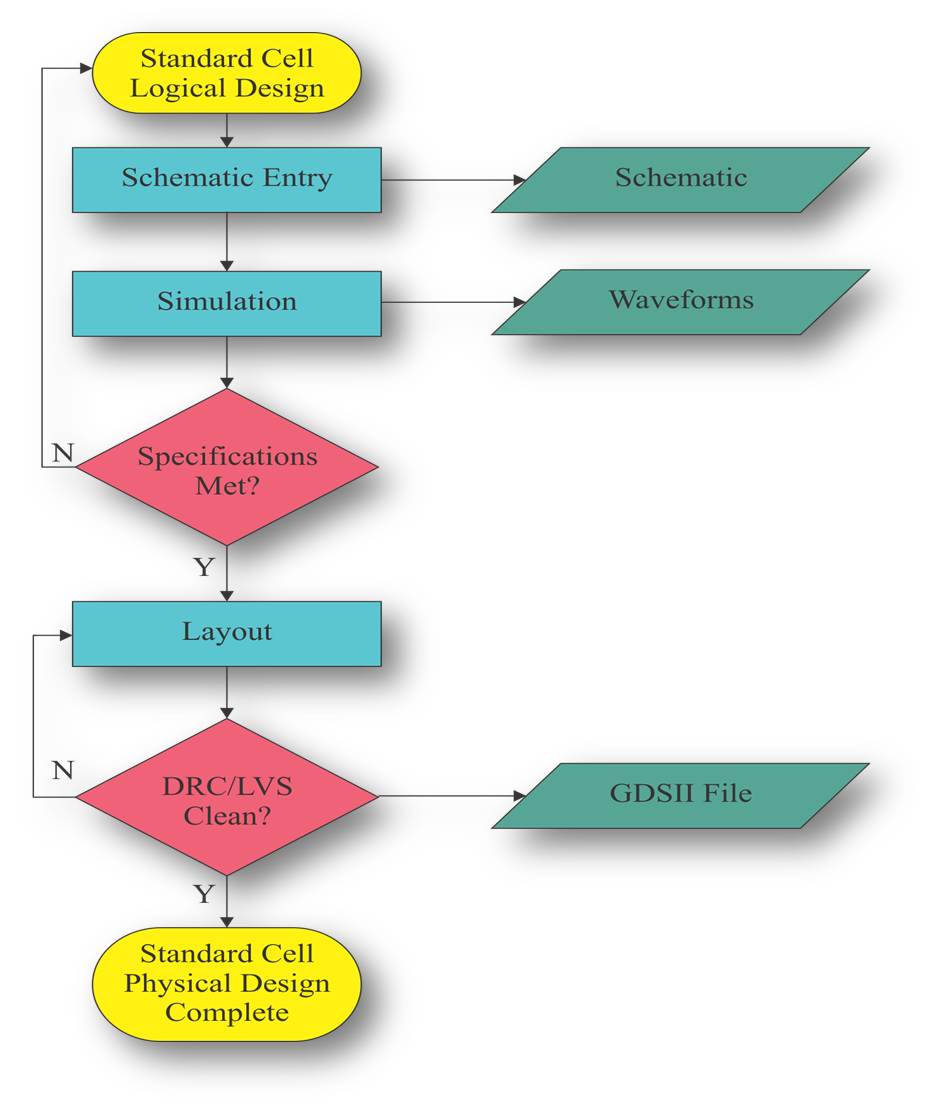 Standard Cell
Logical Design
Schematic Entry
Schematic
Simulation
Waveforms
Specifications
Met?
N
Y
Layout
DRC/LVS
Clean?
N
GDSII File
Y
Standard Cell
Physical Design
Complete